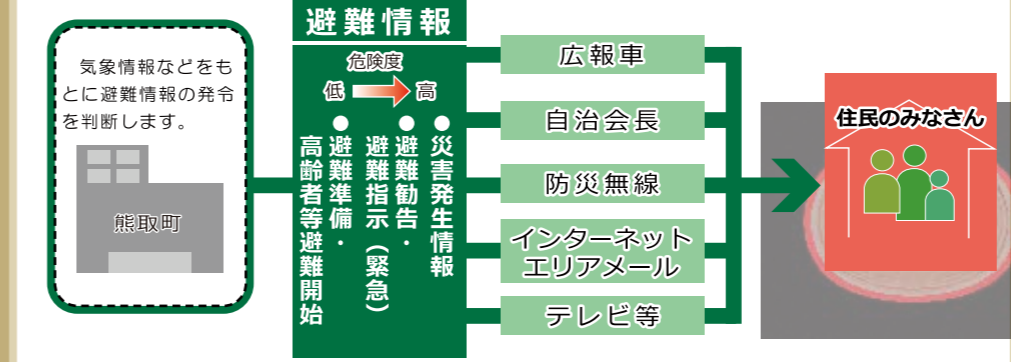 気象情報などをも
とに避難情報の発令
を判断します。
熊取町
避難情報
危険度
低 高
●避難準備・
高齢者等避難開始
●避難勧告・
避難指示（緊急）
●災害発生情報
広報車
自治会長
防災無線
インターネット
エリアメール
テレビ等
住民のみなさん